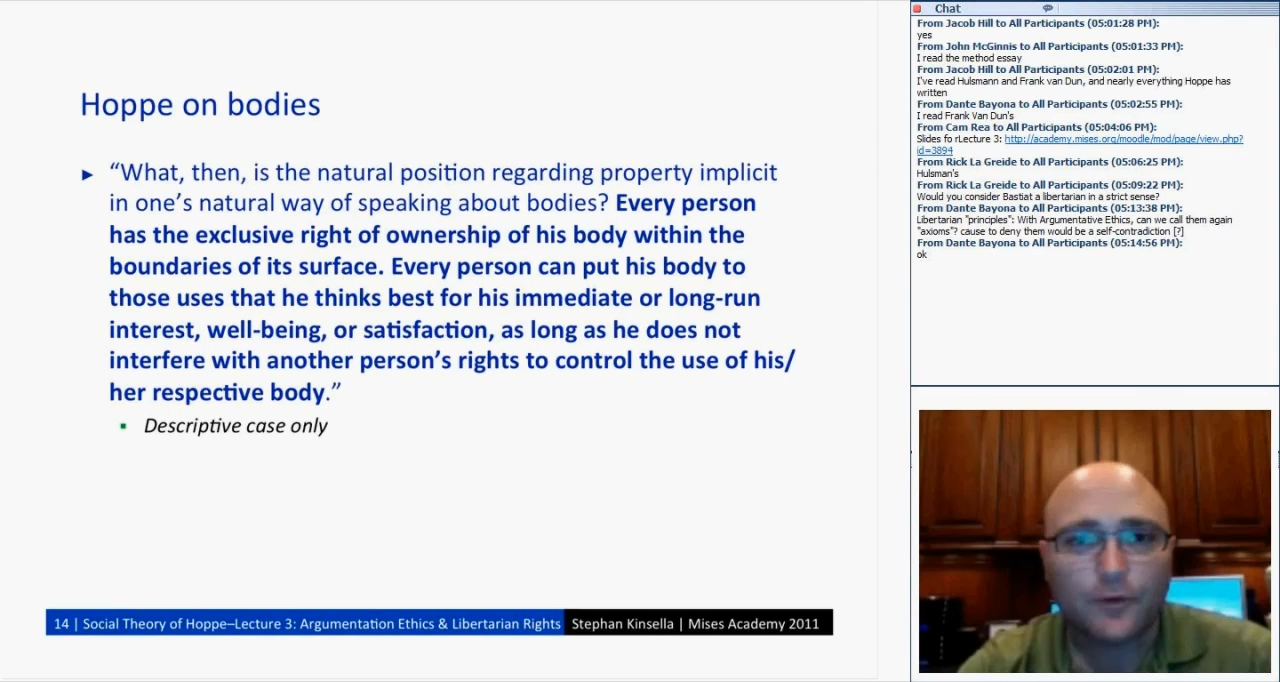 Hoppe on bodies
► “What, then, is the natural position regarding property implicit
in one’s natural way of speaking about bodies? Every person
has the exclusive right of ownership of his body within the
boundaries of its surface. Every person can put his body to
those uses that he thinks best for his immediate or long-run
interest, well-being, or satisfaction, as long as he does not
interfere with another person’s rights to control the use of his/
her respective body.”
▪ Descriptive case only
14 | Social Theory of Hoppe–Lecture 3: Argumentation Ethics & Libertarian Rights Stephan Kinsella | Mises Academy 2011
Chat
From Jacob Hill to All Participants (05:01:28 PM):
yes
From John McGinnis to All Participants (05:01:33 PM):
I read the method essay
From Jacob Hill to All Participants (05:02:01 PM):
I've read Hulsmann and Frank van Dun, and nearly everything Hoppe has
written
From Dante Bayona to All Participants (05:02:55 PM):
I read Frank Van Dun's
From Cam Rea to All Participants (05:04:06 PM):
Slides fo rLecture 3: http://academy.mises.org/moodle/mod/page/view.php?
id=3894
From Rick La Greide to All Participants (05:06:25 PM):
Hulsman's
From Rick La Greide to All Participants (05:09:22 PM):
Would you consider Bastiat a libertarian in a strict sense?
From Dante Bayona to All Participants (05:13:38 PM):
Libertarian "principles": With Argumentative Ethics, can we call them again
"axioms"? cause to deny them would be a self-contradiction [?]
From Dante Bayona to All Participants (05:14:56 PM):
ok